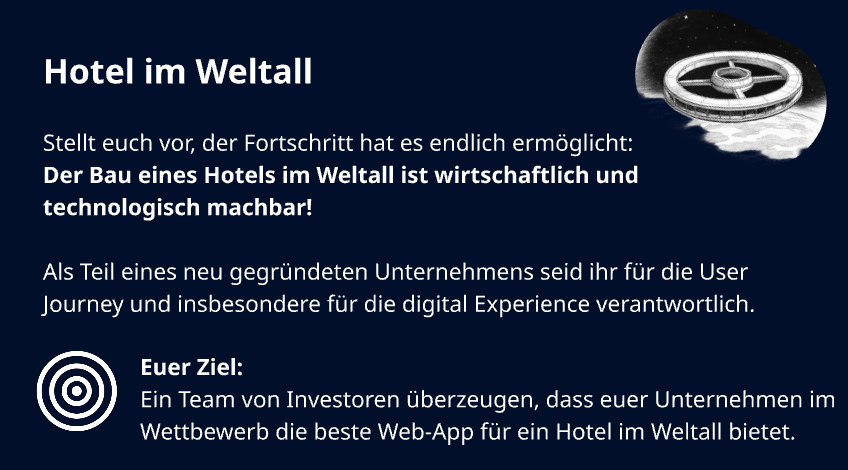 Hotel im Weltall
Stellt euch vor, der Fortschritt hat es endlich ermöglicht:
Der Bau eines Hotels im Weltall ist wirtschaftlich und
technologisch machbar!
Als Teil eines neu gegründeten Unternehmens seid ihr für die User
Journey und insbesondere für die digital Experience verantwortlich.
Euer Ziel:
Ein Team von Investoren überzeugen, dass euer Unternehmen im
Wettbewerb die beste Web-App für ein Hotel im Weltall bietet.